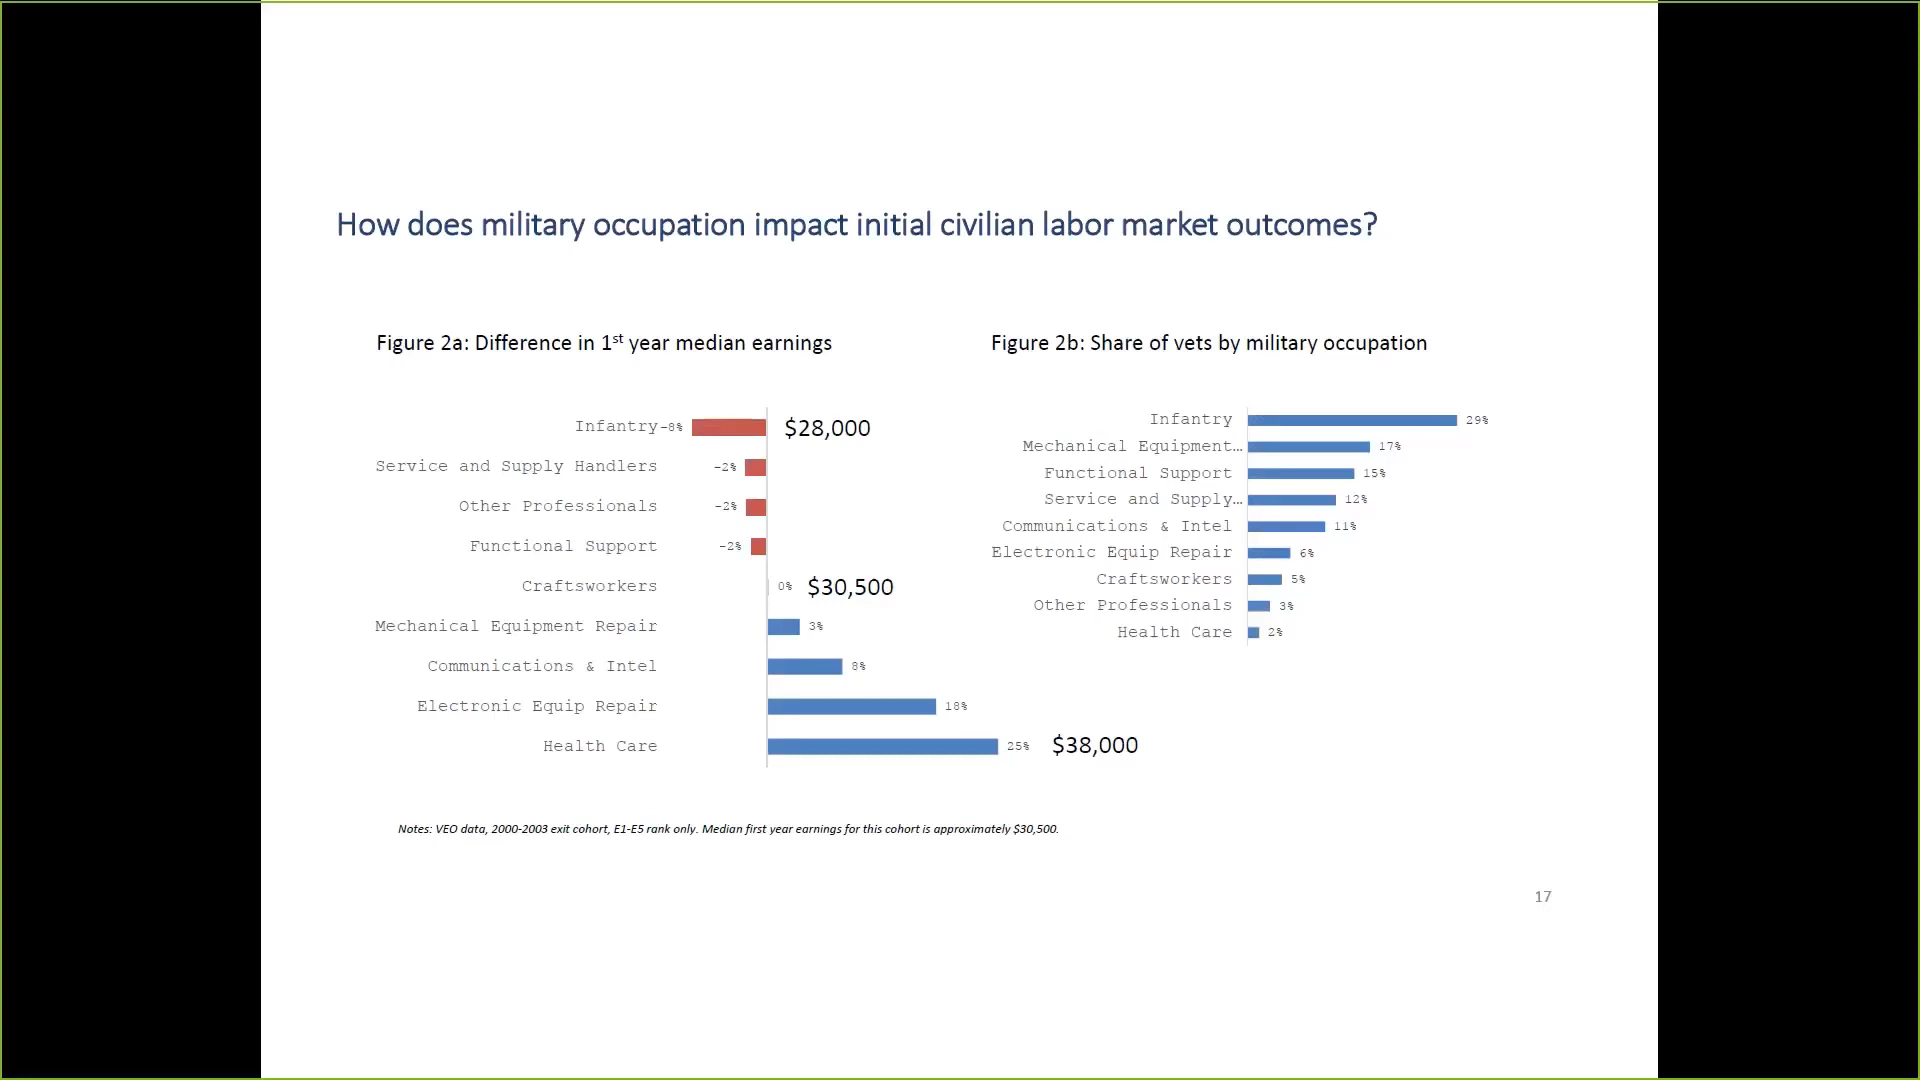 How does military occupation impact initial civilian labor market outcomes?
Figure 2a: Difference in 1st year median earnings
Infantry -8% $28,000
Service and Supply Handlers -2%
Other Professionals -2%
Functional Support -2%
Craftsworkers 0% $30,500
Mechanical Equipment Repair 3%
Communications & Intel 8%
Electronic Equip Repair 18%
Health Care 25% $38,000
Figure 2b: Share of vets by military occupation
Infantry 29%
Mechanical Equipment… 17%
Functional Support 15%
Service and Supply… 12%
Communications & Intel 11%
Electronic Equip Repair 6%
Craftsworkers 5%
Other Professionals 3%
Health Care 2%
Notes: VEO data, 2000-2003 exit cohort, E1-E5 rank only. Median first year earnings for this cohort is approximately $30,500.
17